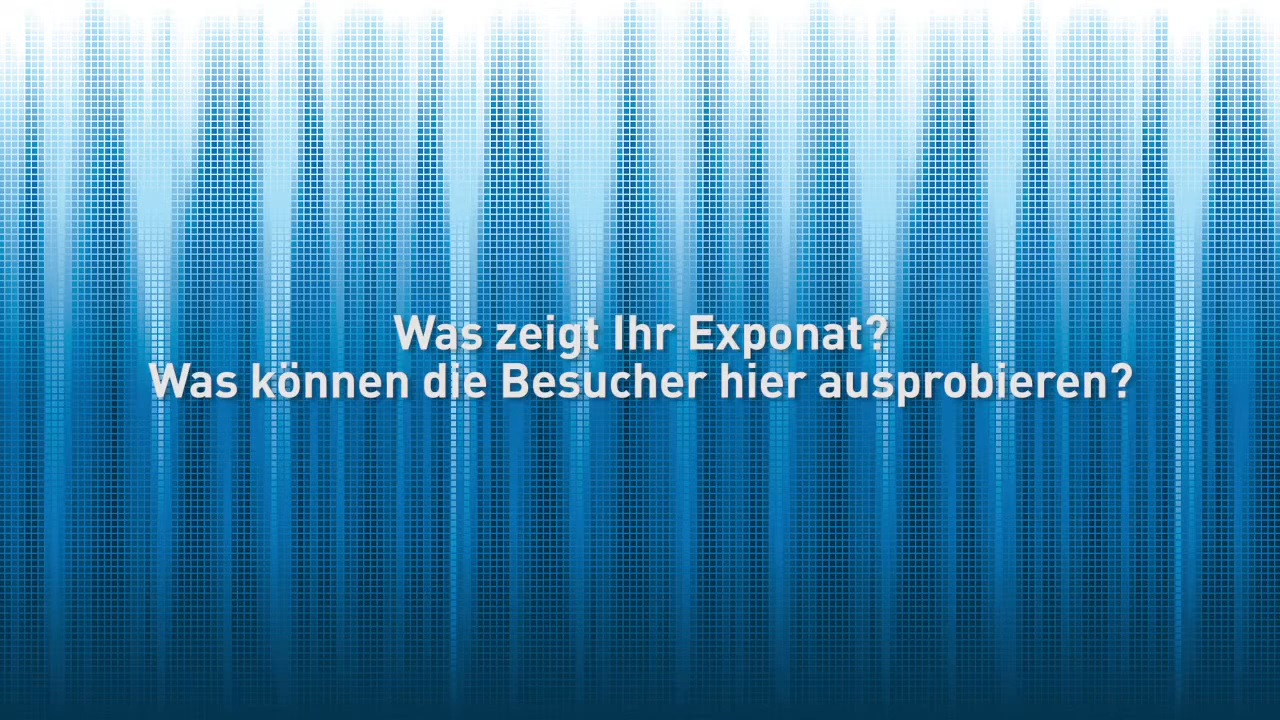 Was zeigt Ihr Exponat?
Was können die Besucher hier ausprobieren?